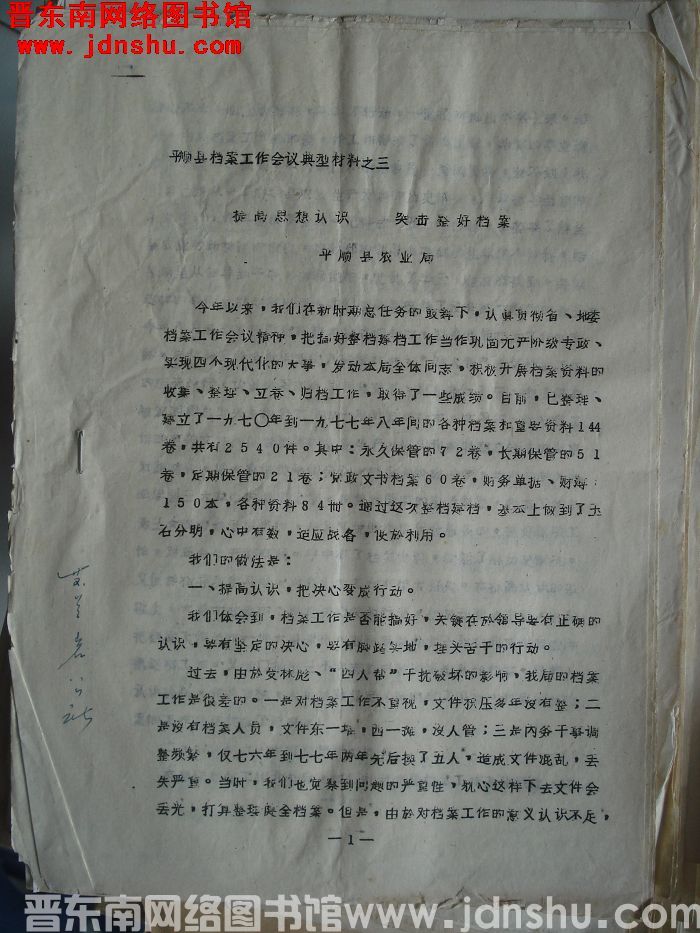 晋东南网络图书馆
www.jdnshu.com
平顺县档案工作会议典型材料之三
提高思想认识 突击整好档案
平顺县农业局
今年以来，我们在新时期总任务的鼓舞下，认真贯彻省、地委
档案工作会议精神，把搞好整档建档工作当作巩固无产阶级专政、
实现四个现代化的大事，发动本局全体同志，积极开展档案资料的
收集、整理、立卷、归档工作，取得了一些成绩。目前，已整理、
建立了一九七〇年到一九七七年八年间的各种档案和重要资料144
卷，共有2540件。其中：永久保管的72卷，长期保管的51
卷，定期保管的21卷；党政文书档案60卷，财务单据、财簿
150本，各种资料84册。通过这次整档建档，基本上做到了玉
石分明，心中有数，适应战备，便于利用。
我们的做法是：
一、提高认识，把决心变成行动。
我们体会到，档案工作是否能搞好，关键在于领导要有正确的
认识，要有坚定的决心，要有脚踏实地，埋头苦干的行动。
过去，由于受林彪、“四人帮”干扰破坏的影响，我局的档案
工作是很差的。一是对档案工作不重视，文件积压多年没有整；二
是没有档案人员，文件东一堆，西一摊，没人管；三是内务干事调
整频繁，仅七六年到七七年两年先后换了五人，造成文件混乱，丢
失严重。当时，我们也觉察到问题的严重性，担心这样下去文件会
丢光，打算整理健全档案。但是，由于对档案工作的意义认识不足，
—1—
晋东南网络图书馆www.jdnshu.com